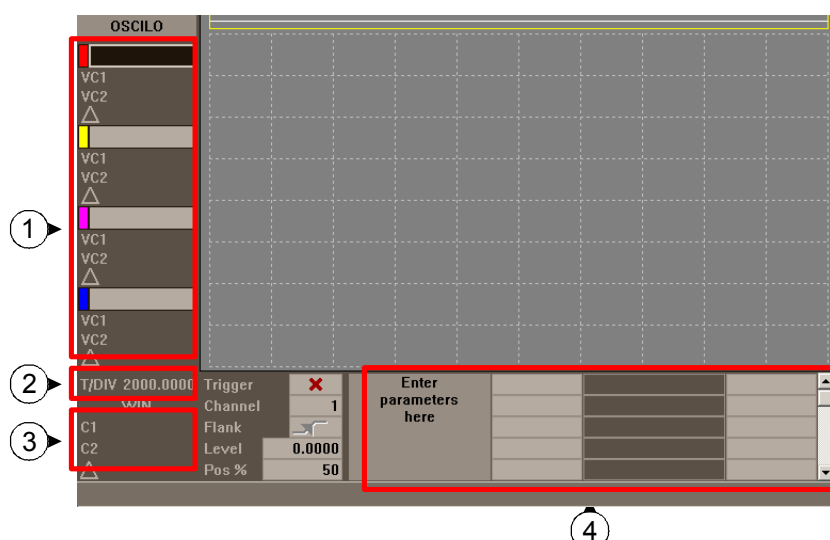 OSCILO
VC1
VC2
△
VC1
VC2
△
1
VC1
VC2
△
VC1
VC2
△
2
T/DIV 2000.0000
WIN
3
C1
C2
△
Trigger
Channel 1
Flank
Level 0.0000
Pos % 50
Enter
parameters
here
4